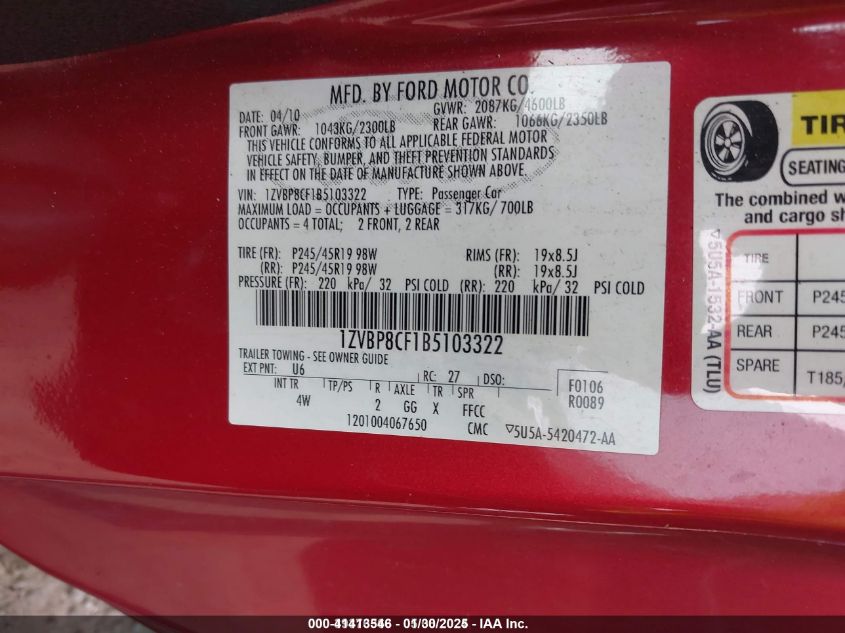 MFD. BY FORD MOTOR CO.
DATE: 04/10 GVWR: 2087KG/4600LB
FRONT GAWR: 1043KG/2300LB REAR GAWR: 1066KG/2350LB
THIS VEHICLE CONFORMS TO ALL APPLICABLE FEDERAL MOTOR
VEHICLE SAFETY, BUMPER, AND THEFT PREVENTION STANDARDS
IN EFFECT ON THE DATE OF MANUFACTURE SHOWN ABOVE.
VIN: 1ZVBP8CF1B5103322 TYPE: Passenger Car
MAXIMUM LOAD = OCCUPANTS + LUGGAGE = 317KG/700LB
OCCUPANTS = 4 TOTAL; 2 FRONT, 2 REAR
TIRE (FR): P245/45R19 98W RIMS (FR): 19x8.5J
(RR): P245/45R19 98W (RR): 19x8.5J
PRESSURE (FR): 220 kPa/ 32 PSI COLD (RR): 220 kPa/ 32 PSI COLD
1ZVBP8CF1B5103322
TRAILER TOWING - SEE OWNER GUIDE
EXT PNT: U6 RC: 27 DSO: F0106
INT TR TP/PS R AXLE TR SPR R0089
4W 2 GG X FFCC
1201004067650 CMC ▽5U5A-5420472-AA
TIR
SEATING
The combined w
and cargo sh
TIRE
FRONT P245
REAR P245
SPARE T185/
▽5U5A-1532-AA (TLU)
- 01/30/2025 - IAA Inc.